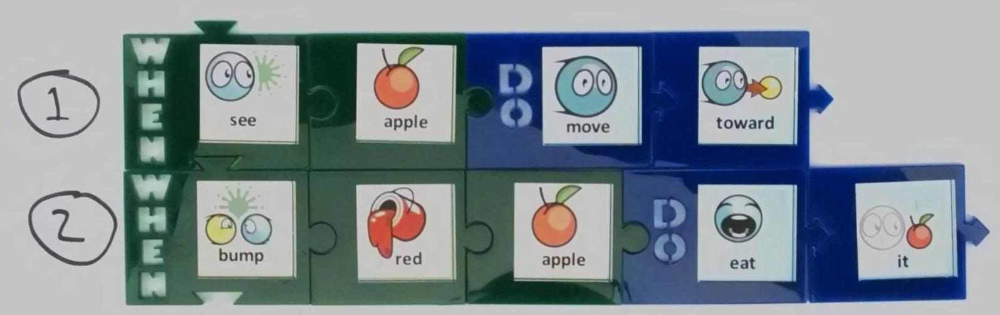 1 WHEN see apple DO move toward
2 WHEN bump red apple DO eat it